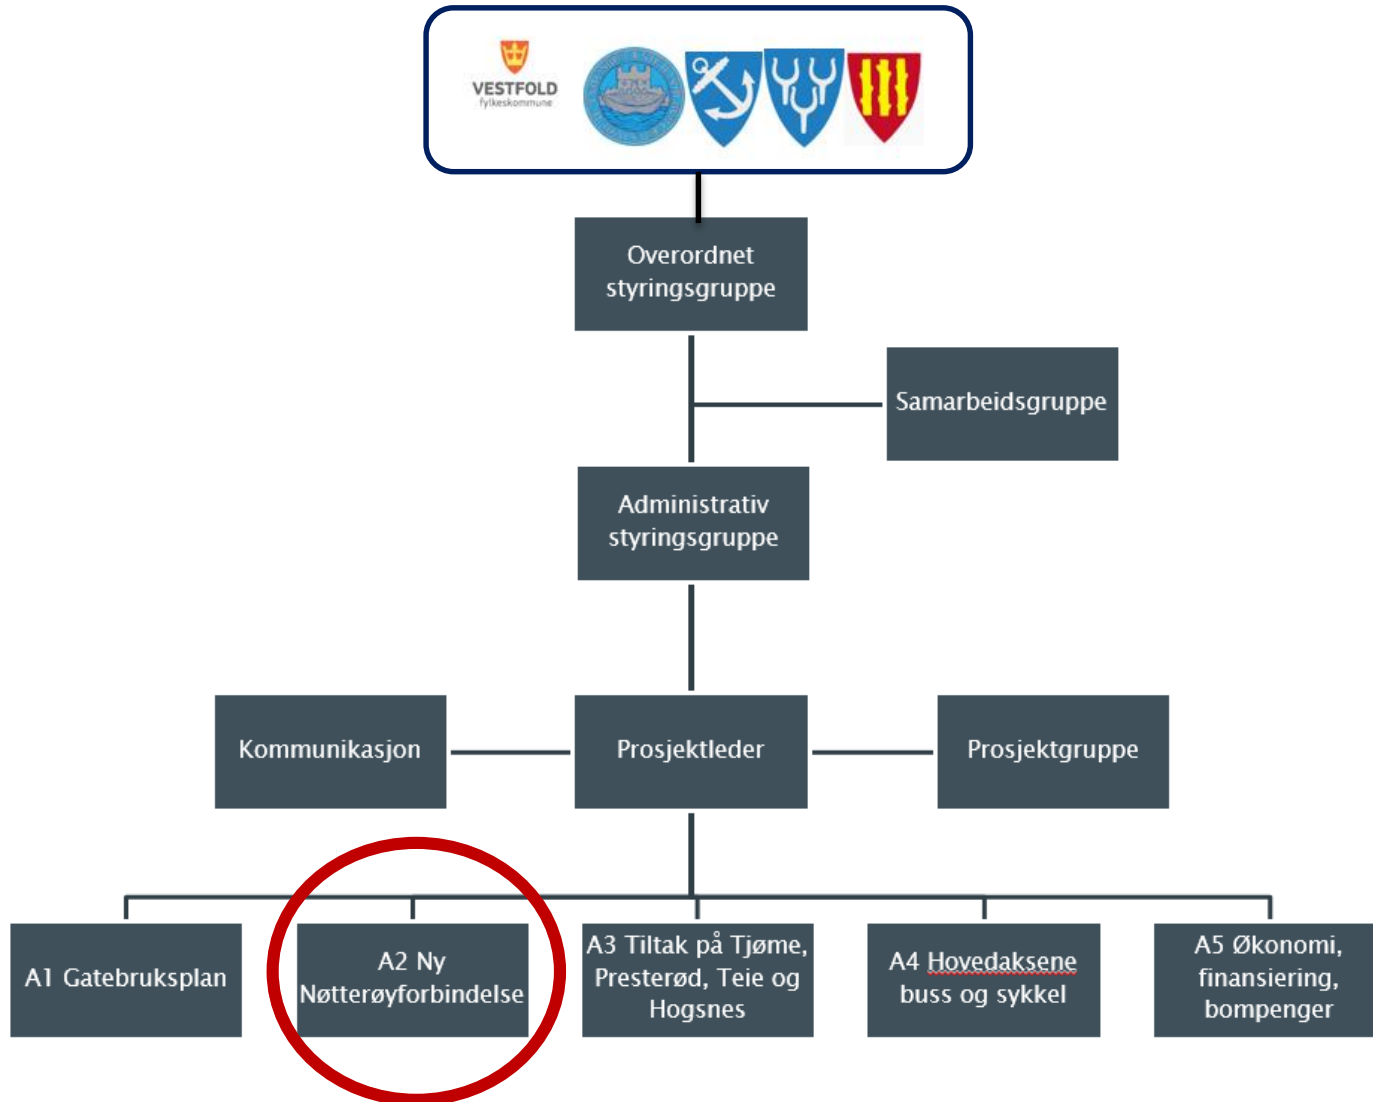 VESTFOLD
fylkeskommune
Overordnet
styringsgruppe
Samarbeidsgruppe
Administrativ
styringsgruppe
Kommunikasjon
Prosjektleder
Prosjektgruppe
A1 Gatebruksplan
A2 Ny
Nøtterøyforbindelse
A3 Tiltak på Tjøme,
Presterød, Teie og
Hogsnes
A4 Hovedaksene
buss og sykkel
A5 Økonomi,
finansiering,
bompenger